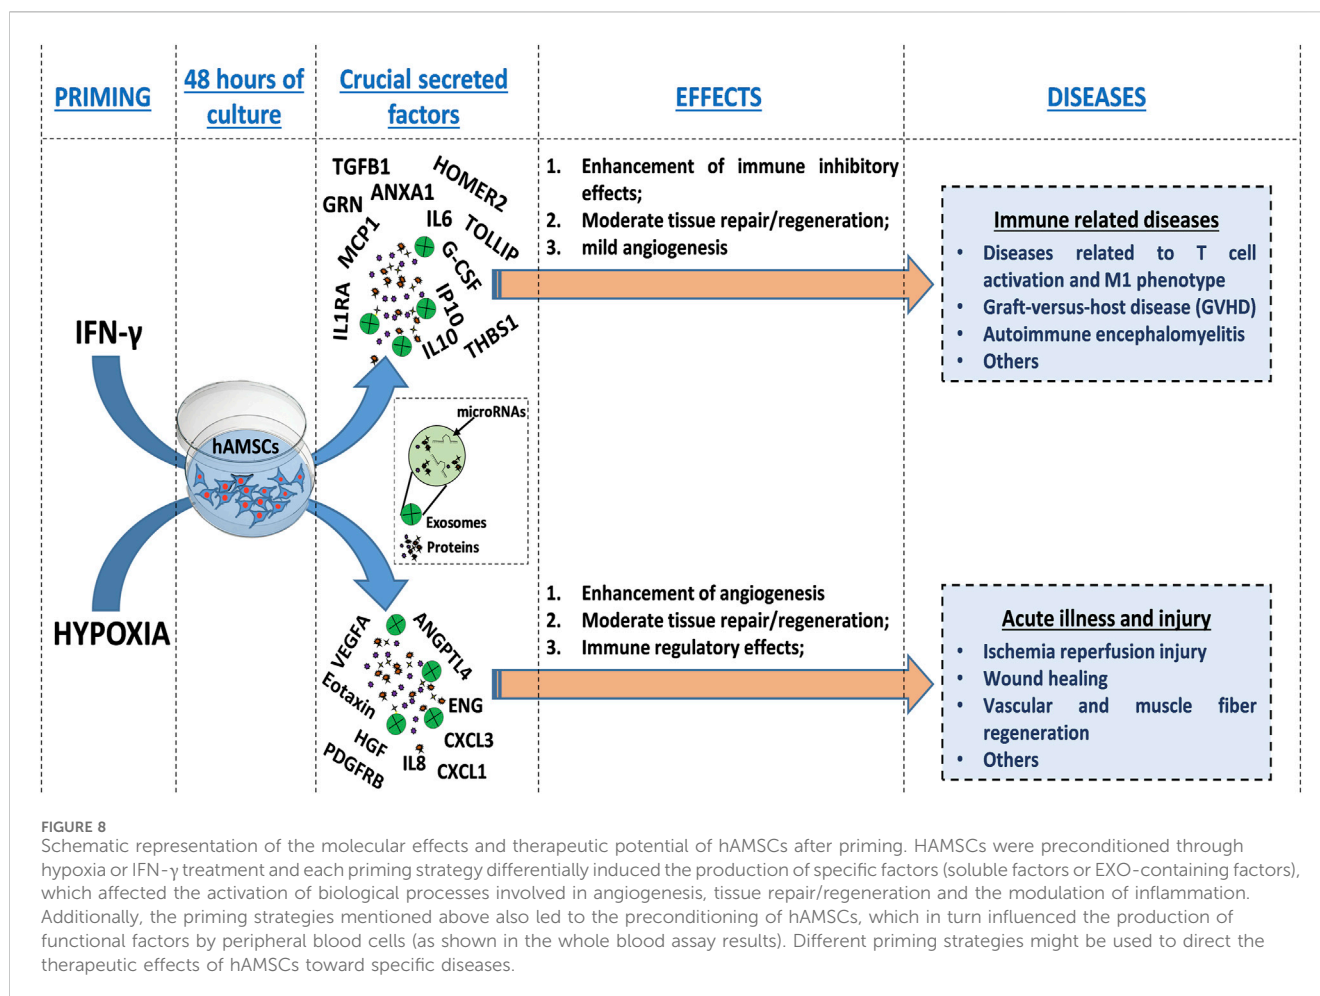 PRIMING
48 hours of
culture
Crucial secreted
factors
EFFECTS
DISEASES
IFN-γ
HYPOXIA
hAMSCs
TGFB1
HOMER2
ANXA1
GRN
IL6
TOLLIP
MCP1
G-CSF
IL1RA
IP10
IL10
THBS1
microRNAs
Exosomes
Proteins
VEGFA
ANGPTL4
Eotaxin
ENG
HGF
CXCL3
PDGFRB
IL8
CXCL1
1. Enhancement of immune inhibitory
effects;
2. Moderate tissue repair/regeneration;
3. mild angiogenesis
1. Enhancement of angiogenesis
2. Moderate tissue repair/regeneration;
3. Immune regulatory effects;
Immune related diseases
• Diseases related to T cell
activation and M1 phenotype
• Graft-versus-host disease (GVHD)
• Autoimmune encephalomyelitis
• Others
Acute illness and injury
• Ischemia reperfusion injury
• Wound healing
• Vascular and muscle fiber
regeneration
• Others
FIGURE 8
Schematic representation of the molecular effects and therapeutic potential of hAMSCs after priming. HAMSCs were preconditioned through
hypoxia or IFN-γ treatment and each priming strategy differentially induced the production of specific factors (soluble factors or EXO-containing factors),
which affected the activation of biological processes involved in angiogenesis, tissue repair/regeneration and the modulation of inflammation.
Additionally, the priming strategies mentioned above also led to the preconditioning of hAMSCs, which in turn influenced the production of
functional factors by peripheral blood cells (as shown in the whole blood assay results). Different priming strategies might be used to direct the
therapeutic effects of hAMSCs toward specific diseases.